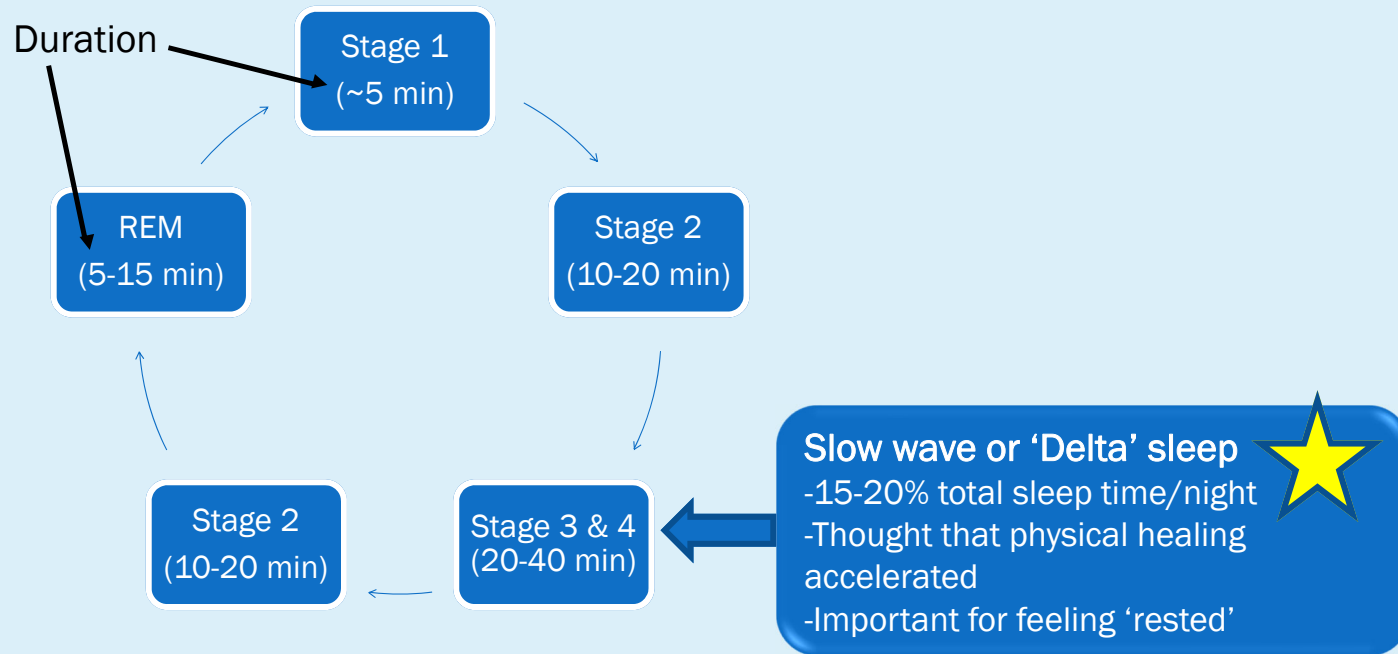 Duration
Stage 1
(~5 min)
Stage 2
(10-20 min)
Stage 3 & 4
(20-40 min)
Stage 2
(10-20 min)
REM
(5-15 min)
Slow wave or ‘Delta’ sleep
-15-20% total sleep time/night
-Thought that physical healing
accelerated
-Important for feeling ‘rested’